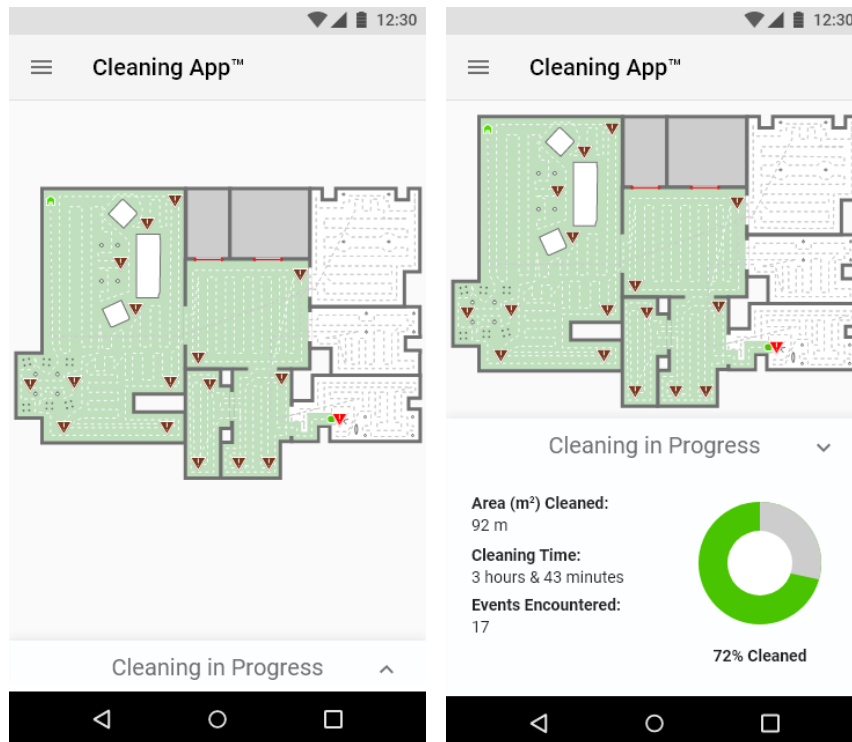 12:30
Cleaning App™
Cleaning in Progress
12:30
Cleaning App™
Cleaning in Progress
Area (m²) Cleaned:
92 m
Cleaning Time:
3 hours & 43 minutes
Events Encountered:
17
72% Cleaned